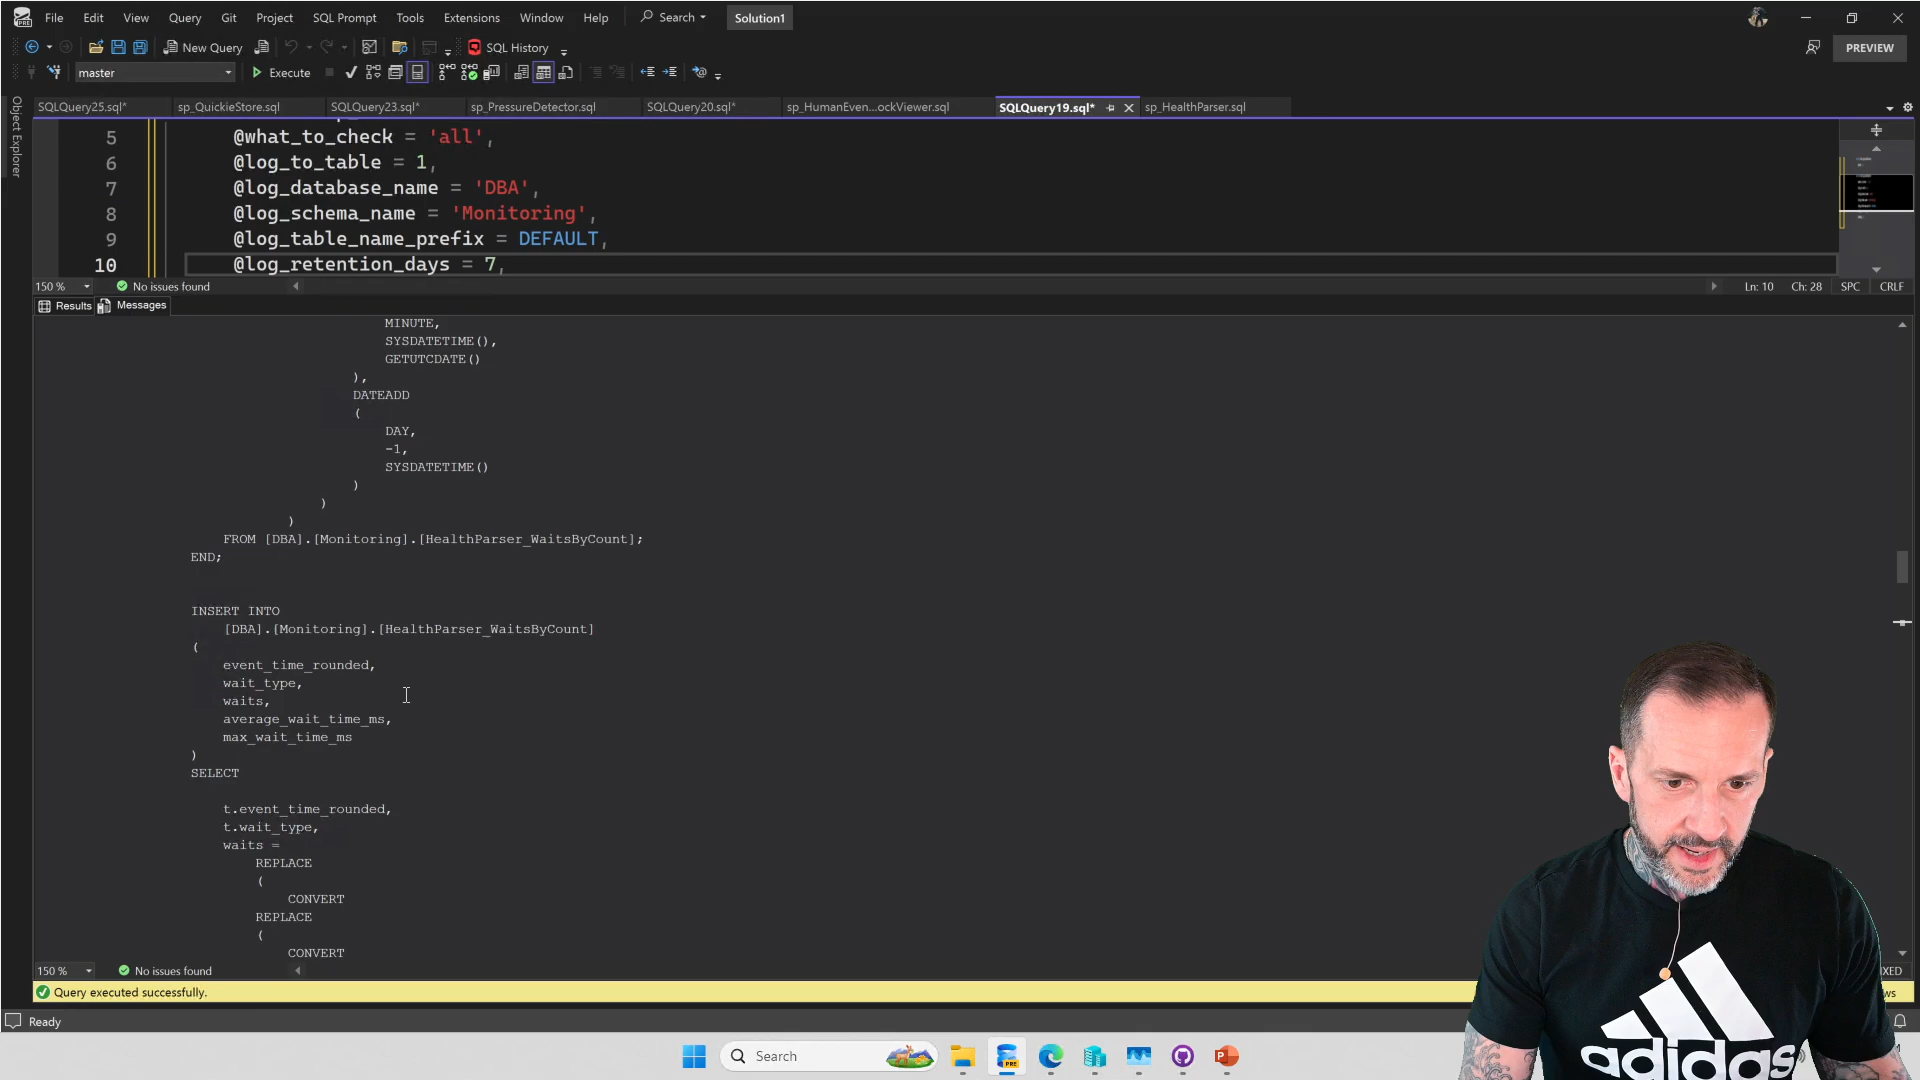 File Edit View Query Git Project SQL Prompt Tools Extensions Window Help Search Solution1
New Query SQL History PREVIEW
master Execute
Object Explorer
SQLQuery25.sql* sp_QuickieStore.sql SQLQuery23.sql* sp_PressureDetector.sql SQLQuery20.sql* sp_HumanEven...ockViewer.sql SQLQuery19.sql* sp_HealthParser.sql
5 @what_to_check = 'all',
6 @log_to_table = 1,
7 @log_database_name = 'DBA',
8 @log_schema_name = 'Monitoring',
9 @log_table_name_prefix = DEFAULT,
10 @log_retention_days = 7,
150 % No issues found Ln: 10 Ch: 28 SPC CRLF
Results Messages
MINUTE,
SYSDATETIME(),
GETUTCDATE()
),
DATEADD
(
DAY,
-1,
SYSDATETIME()
)
)
)
FROM [DBA].[Monitoring].[HealthParser_WaitsByCount];
END;
INSERT INTO
[DBA].[Monitoring].[HealthParser_WaitsByCount]
(
event_time_rounded,
wait_type,
waits,
average_wait_time_ms,
max_wait_time_ms
)
SELECT
t.event_time_rounded,
t.wait_type,
waits =
REPLACE
(
CONVERT
REPLACE
(
CONVERT
150 % No issues found
Query executed successfully.
Ready
Search
PRE
adidas